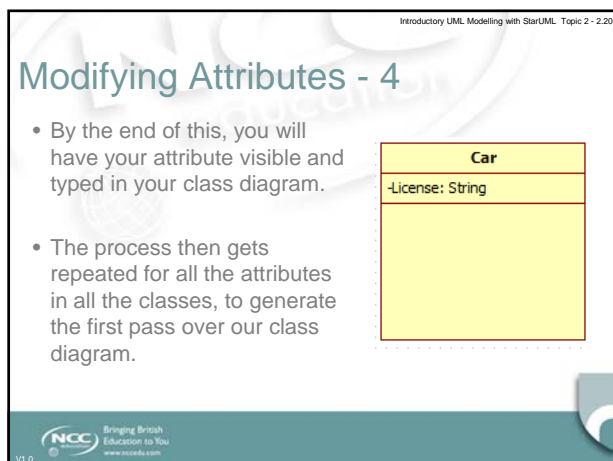 Introductory UML Modelling with StarUML Topic 2 - 2.20
Modifying Attributes - 4
• By the end of this, you will
have your attribute visible and
typed in your class diagram.
• The process then gets
repeated for all the attributes
in all the classes, to generate
the first pass over our class
diagram.
Car
-License: String
NCC
education
Bringing British
Education to You
www.nccedu.com
V1.0